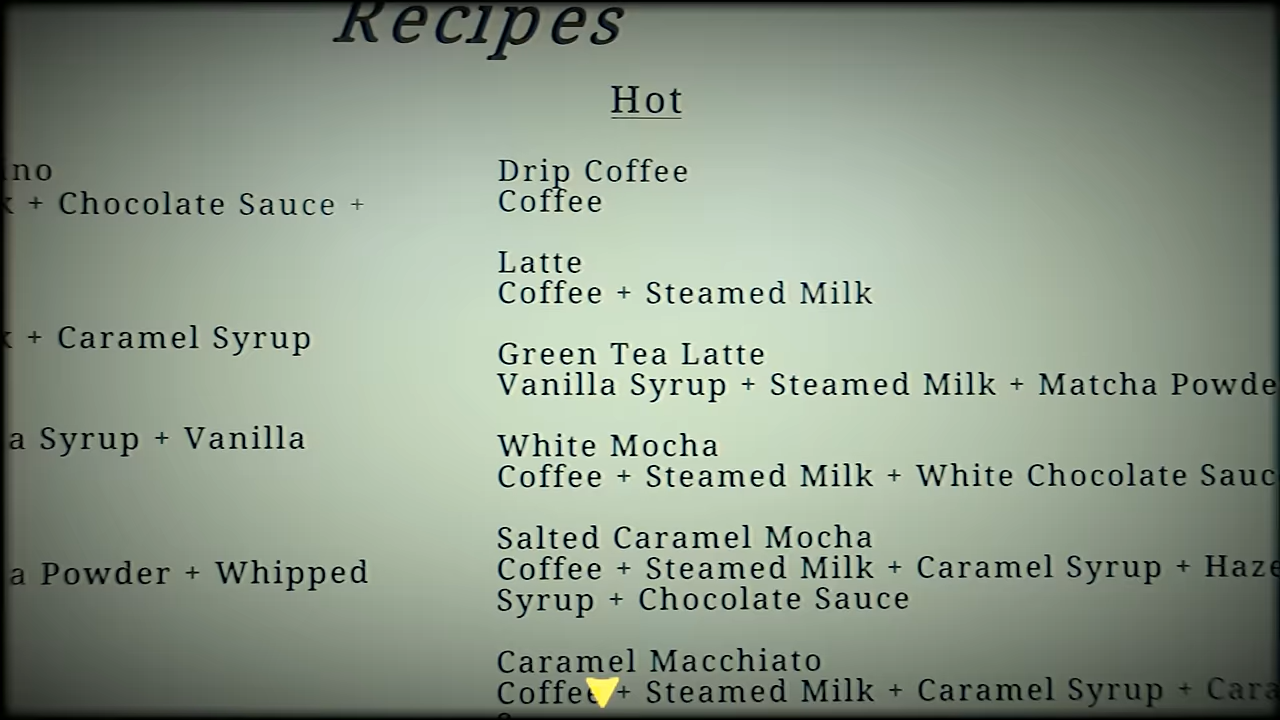 Recipes
Hot
+ Chocolate Sauce +
+ Caramel Syrup
Syrup + Vanilla
Powder + Whipped
Drip Coffee
Coffee
Latte
Coffee + Steamed Milk
Green Tea Latte
Vanilla Syrup + Steamed Milk + Matcha
White Mocha
Coffee + Steamed Milk + White Chocolate
Salted Caramel Mocha
Coffee + Steamed Milk + Caramel Syrup +
Syrup + Chocolate Sauce
Caramel Macchiato
Coffee + Steamed Milk + Caramel Syrup +